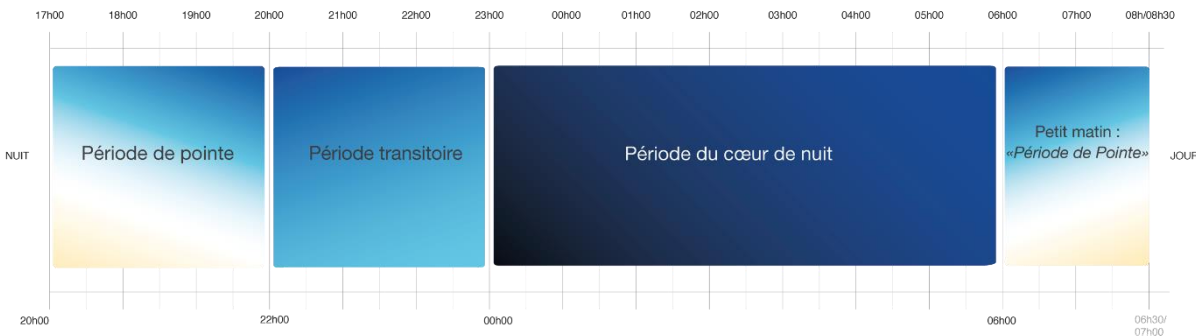 17h00 18h00 19h00 20h00 21h00 22h00 23h00 00h00 01h00 02h00 03h00 04h00 05h00 06h00 07h00 08h/08h30
Petit matin :
NUIT Période de pointe Période transitoire Période du cœur de nuit «Période de Pointe» JOUR
20h00 22h00 00h00 06h00 06h30/
07h00